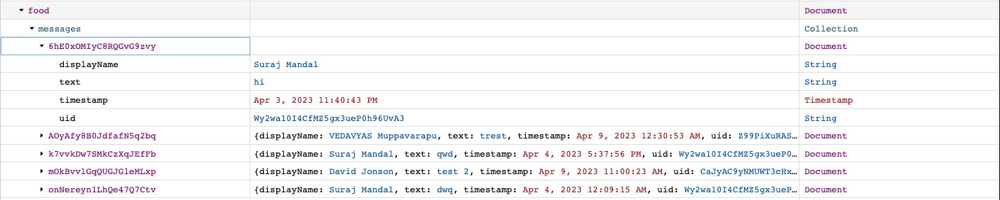 food Document
messages Collection
6hE0xOMIyC8RQGvG9zvy Document
displayName Suraj Mandal String
text hi String
timestamp Apr 3, 2023 11:40:43 PM Timestamp
uid Wy2wa10I4CfMZ5gx3ueP0h96UvA3 String
AOyAfy8B0JdfafN5q2bq {displayName: VEDAVYAS Muppavarapu, text: trest, timestamp: Apr 9, 2023 12:30:53 AM, uid: Z99PiXuRAS… Document
k7vvkDw7SMkCzXqJEfFb {displayName: Suraj Mandal, text: qwd, timestamp: Apr 4, 2023 5:37:56 PM, uid: Wy2wa10I4CfMZ5gx3ueP0… Document
mOkBvvlGqQUGJGleMLxp {displayName: David Jonson, text: test 2, timestamp: Apr 9, 2023 11:00:23 AM, uid: CaJyAC9yNMUWT3cHx… Document
onNereynlLhQe47Q7Ctv {displayName: Suraj Mandal, text: dwq, timestamp: Apr 4, 2023 12:09:15 AM, uid: Wy2wa10I4CfMZ5gx3ueP… Document